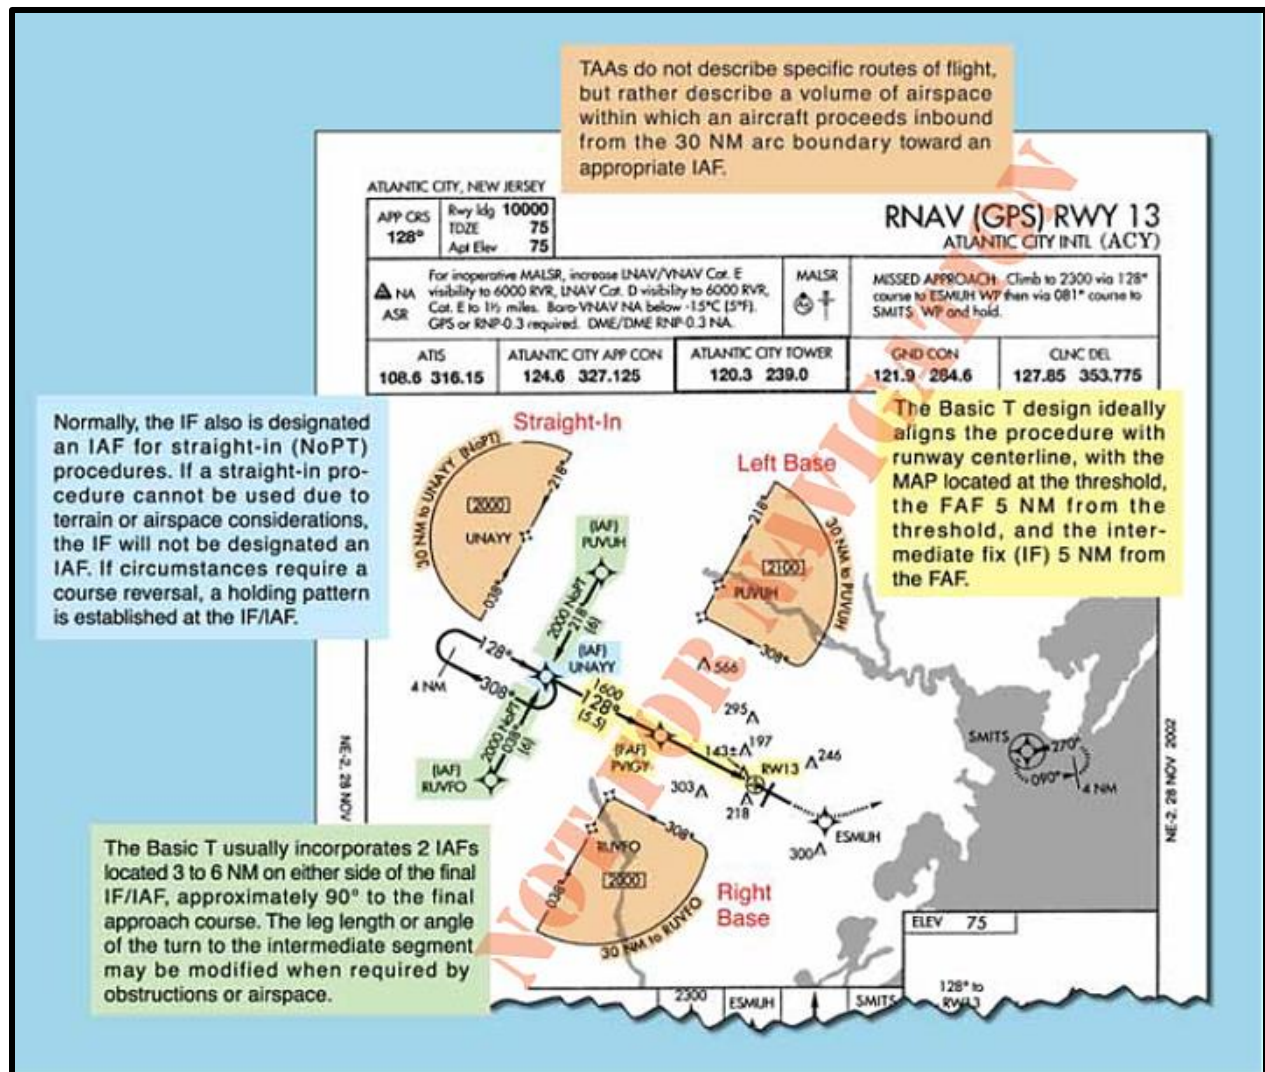 TAAs do not describe specific routes of flight,
but rather describe a volume of airspace
within which an aircraft proceeds inbound
from the 30 NM arc boundary toward an
appropriate IAF.
ATLANTIC CITY, NEW JERSEY
APP CRS
128°
Rwy ldg 10000
TDZE 75
Apt Elev 75
RNAV (GPS) RWY 13
ATLANTIC CITY INTL (ACY)
NA
ASR
For inoperative MALSR, increase LNAV/VNAV Cat. E
visibility to 6000 RVR, LNAV Cat. D visibility to 6000 RVR,
Cat. E to 1½ miles. Baro-VNAV NA below -15°C (5°F).
GPS or RNP-0.3 required. DME/DME RNP-0.3 NA.
MALSR
MISSED APPROACH: Climb to 2300 via 128°
course to ESMUH WP then via 081° course to
SMITS WP and hold.
ATIS
108.6 316.15
ATLANTIC CITY APP CON
124.6 327.125
ATLANTIC CITY TOWER
120.3 239.0
GND CON
121.9 284.6
CLNC DEL
127.85 353.775
Normally, the IF also is designated
an IAF for straight-in (NoPT)
procedures. If a straight-in pro-
cedure cannot be used due to
terrain or airspace considerations,
the IF will not be designated an
IAF. If circumstances require a
course reversal, a holding pattern
is established at the IF/IAF.
The Basic T design ideally
aligns the procedure with
runway centerline, with the
MAP located at the threshold,
the FAF 5 NM from the
threshold, and the inter-
mediate fix (IF) 5 NM from
the FAF.
Straight-In
30 NM to UNAYY (NoPT)
2000
218°
UNAYY
038°
Left Base
218°
2100
PUVUH
30 NM to PUVUH
308°
(IAF)
PUVUH
2000 NoPT
218°
(6)
(IAF)
UNAYY
128°
308°
4 NM
1600
128°
(5.5)
2000 NoPT
038°
(6)
(IAF)
RUVFO
(FAF)
PVIGY
566
295
197
143±
246
RW13
303
218
ESMUH
300
SMITS
270°
090°
4 NM
RUVFO
308°
2000
038°
30 NM to RUVFO
Right
Base
NE-2, 28 NOV
NE-2, 28 NOV 2002
The Basic T usually incorporates 2 IAFs
located 3 to 6 NM on either side of the final
IF/IAF, approximately 90° to the final
approach course. The leg length or angle
of the turn to the intermediate segment
may be modified when required by
obstructions or airspace.
ELEV 75
128° to
RW13
2300
ESMUH
SMITS
NOT FOR NAVIGATION